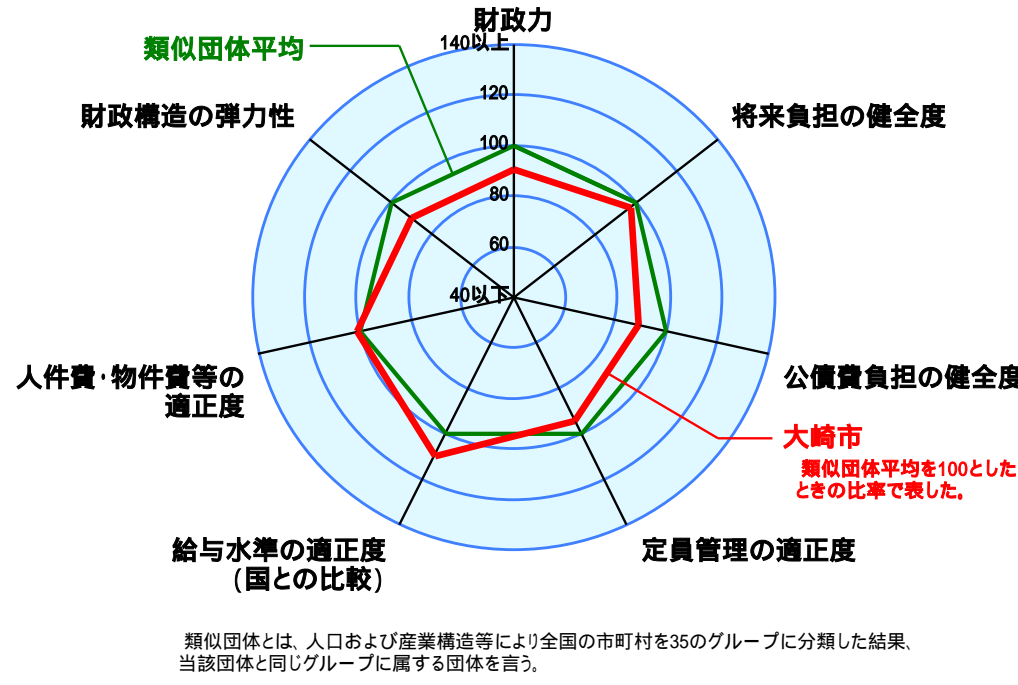 財政力
140以上
類似団体平均
120
財政構造の弾力性
将来負担の健全度
100
80
60
40以下
人件費・物件費等の
適正度
公債費負担の健全度
大崎市
類似団体平均を100とした
ときの比率で表した。
給与水準の適正度
(国との比較)
定員管理の適正度
類似団体とは、人口および産業構造等により全国の市町村を35のグループに分類した結果、
当該団体と同じグループに属する団体を言う。